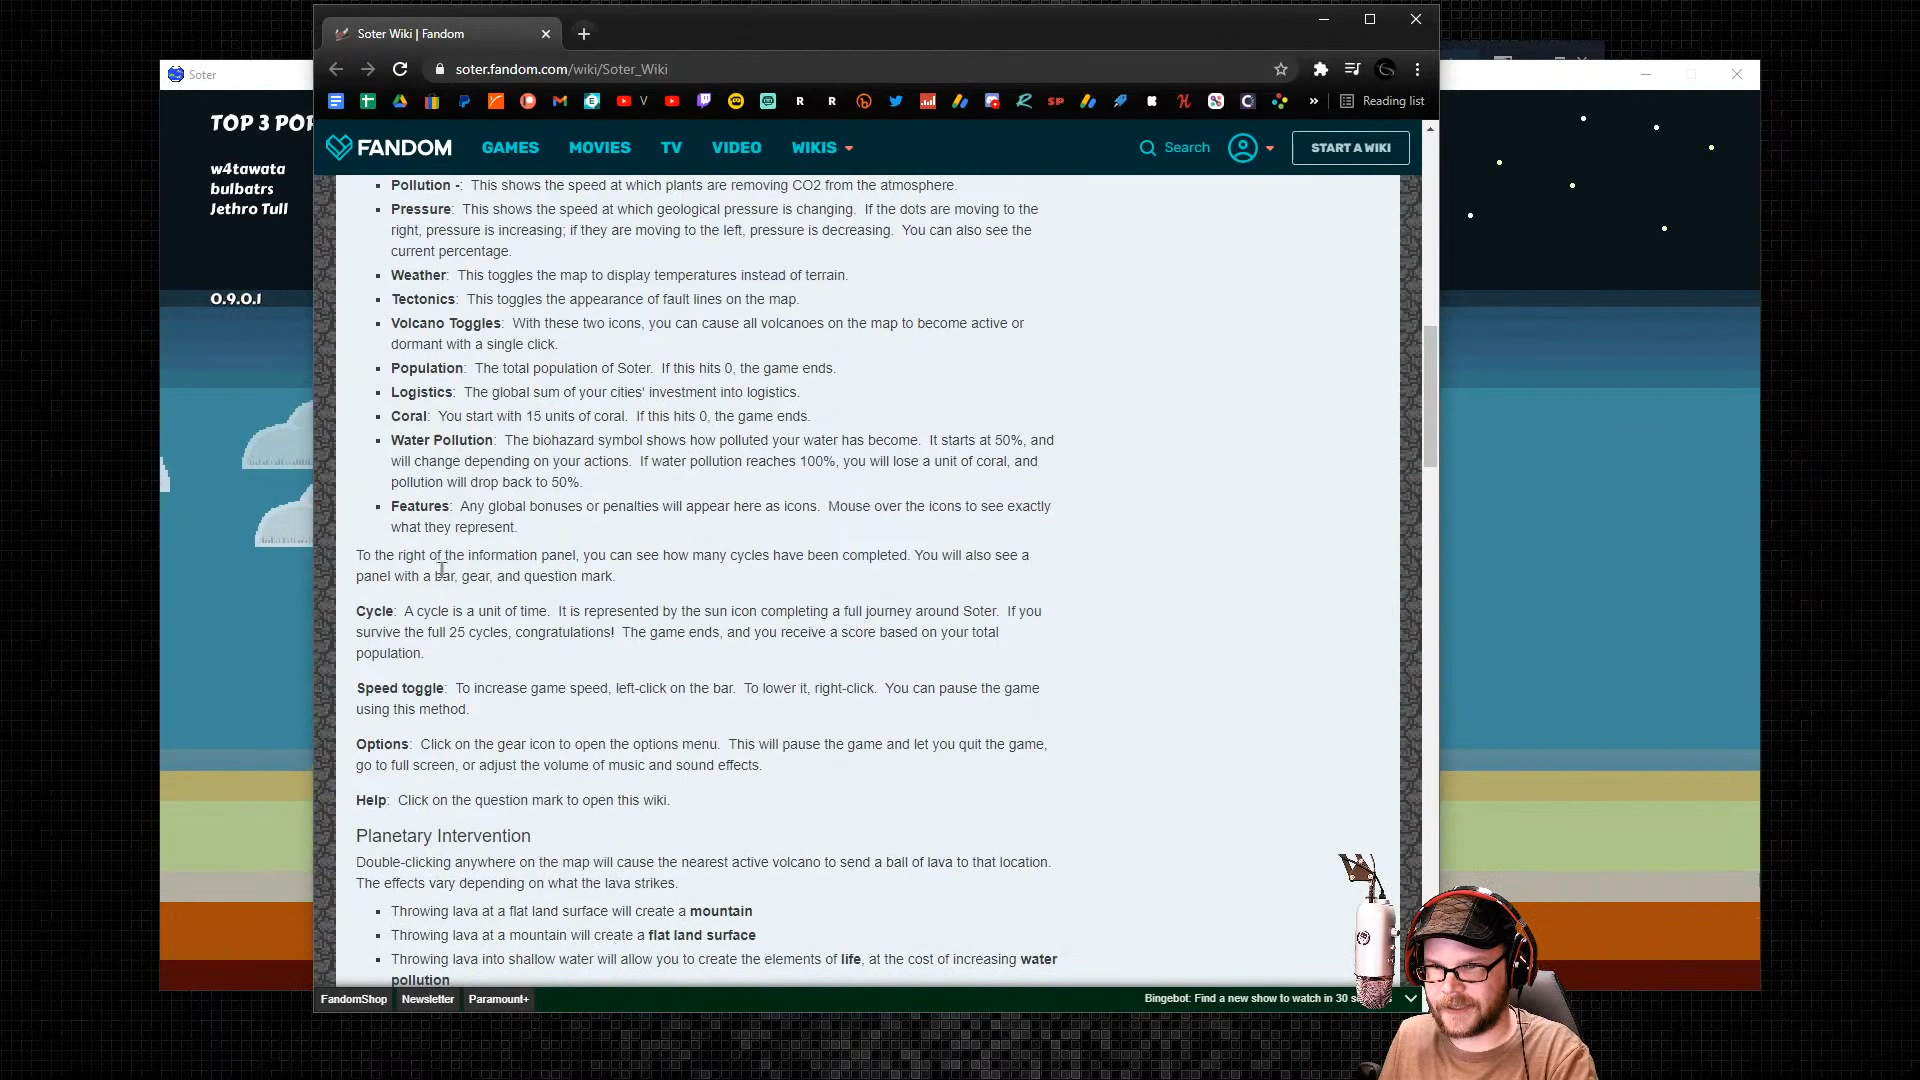 Soter Wiki | Fandom
Soter
soter.fandom.com/wiki/Soter_Wiki
V
R
R
SP
Reading list
TOP 3 POP
w4tawata
bulbatrs
Jethro Tull
0.9.0.1
FANDOM GAMES MOVIES TV VIDEO WIKIS Search START A WIKI
Pollution -: This shows the speed at which plants are removing CO2 from the atmosphere.
Pressure: This shows the speed at which geological pressure is changing. If the dots are moving to the
right, pressure is increasing; if they are moving to the left, pressure is decreasing. You can also see the
current percentage.
Weather: This toggles the map to display temperatures instead of terrain.
Tectonics: This toggles the appearance of fault lines on the map.
Volcano Toggles: With these two icons, you can cause all volcanoes on the map to become active or
dormant with a single click.
Population: The total population of Soter. If this hits 0, the game ends.
Logistics: The global sum of your cities' investment into logistics.
Coral: You start with 15 units of coral. If this hits 0, the game ends.
Water Pollution: The biohazard symbol shows how polluted your water has become. It starts at 50%, and
will change depending on your actions. If water pollution reaches 100%, you will lose a unit of coral, and
pollution will drop back to 50%.
Features: Any global bonuses or penalties will appear here as icons. Mouse over the icons to see exactly
what they represent.
To the right of the information panel, you can see how many cycles have been completed. You will also see a
panel with a bar, gear, and question mark.
Cycle: A cycle is a unit of time. It is represented by the sun icon completing a full journey around Soter. If you
survive the full 25 cycles, congratulations! The game ends, and you receive a score based on your total
population.
Speed toggle: To increase game speed, left-click on the bar. To lower it, right-click. You can pause the game
using this method.
Options: Click on the gear icon to open the options menu. This will pause the game and let you quit the game,
go to full screen, or adjust the volume of music and sound effects.
Help: Click on the question mark to open this wiki.
Planetary Intervention
Double-clicking anywhere on the map will cause the nearest active volcano to send a ball of lava to that location.
The effects vary depending on what the lava strikes.
Throwing lava at a flat land surface will create a mountain
Throwing lava at a mountain will create a flat land surface
Throwing lava into shallow water will allow you to create the elements of life, at the cost of increasing water
pollution
FandomShop Newsletter Paramount+ Bingebot: Find a new show to watch in 30 s